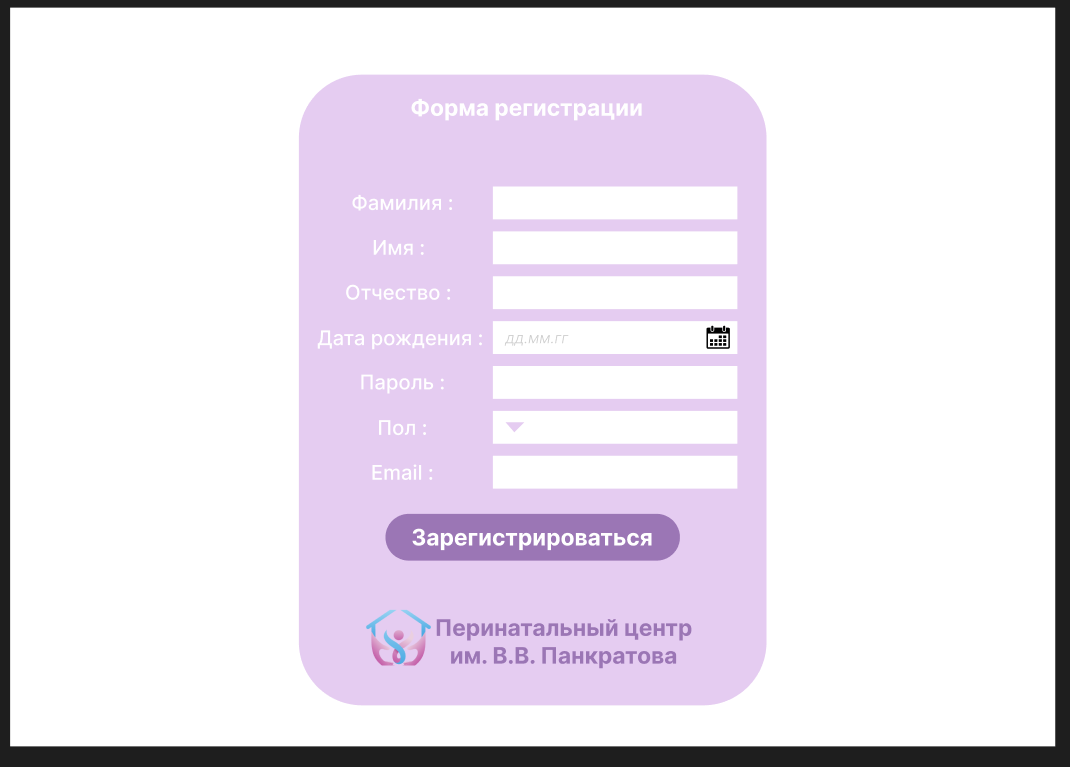 Форма регистрации
Фамилия :
Имя :
Отчество :
Дата рождения :
дд.мм.гг
Пароль :
Пол :
Email :
Зарегистрироваться
Перинатальный центр
им. В.В. Панкратова